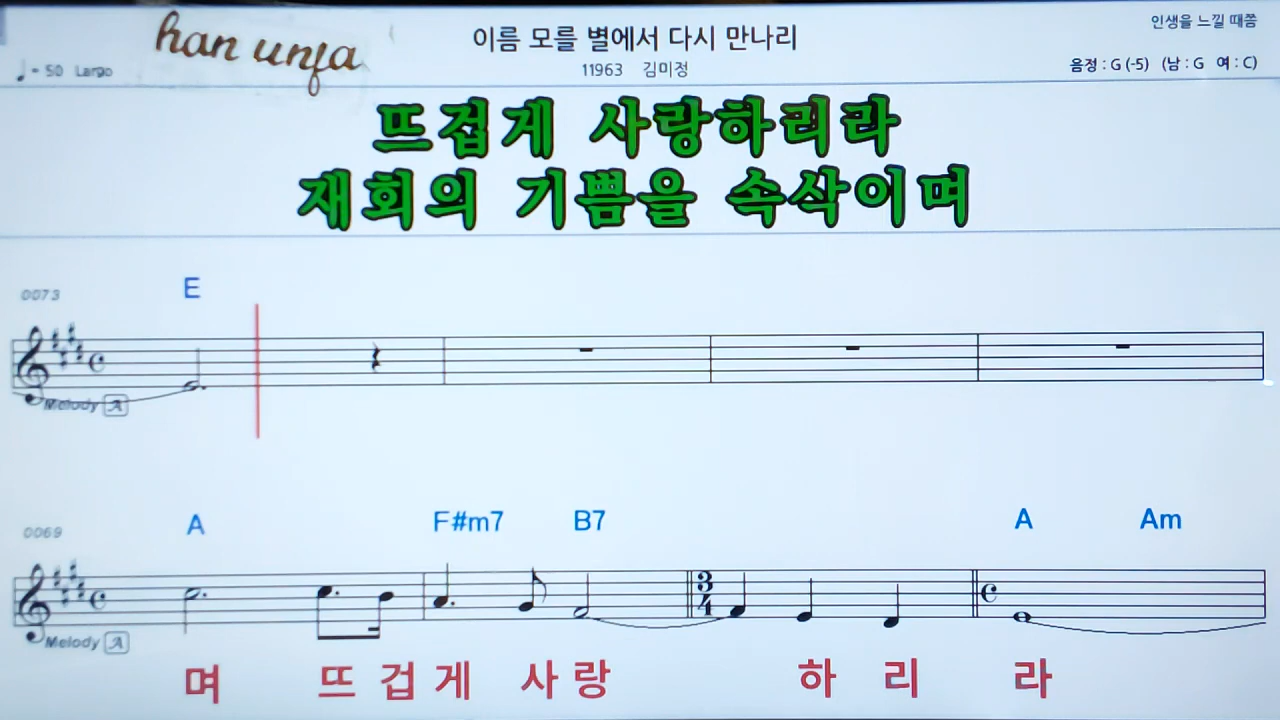 han unja
이름 모를 별에서 다시 만나리
인생을 느낄 때쯤
♩= 50 Largo
11963 김미정
음정 : G (-5) (남 : G 여 : C)
뜨겁게 사랑하리라
재회의 기쁨을 속삭이며
0073 E
Melody A
0069 A F#m7 B7 A Am
3
4
Melody A
며 뜨 겁 게 사 랑 하 리 라